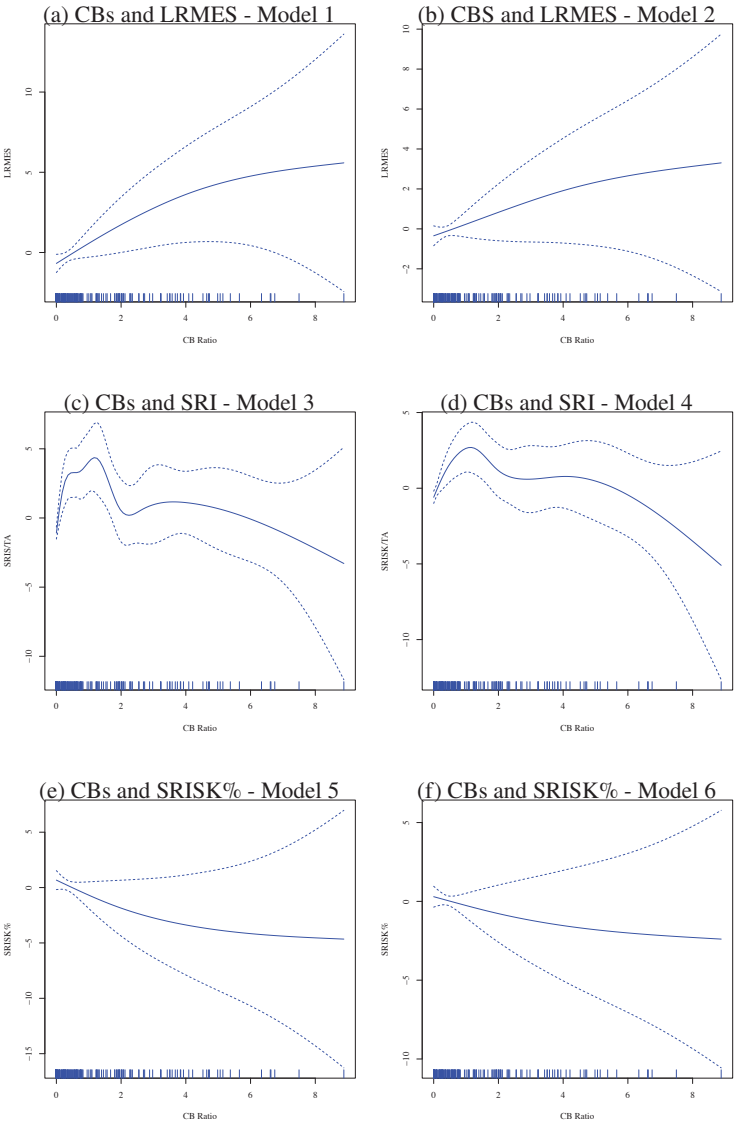 (a) CBs and LRMES - Model 1
LRMES
0 5 10
0 2 4 6 8
CB Ratio
(b) CBS and LRMES - Model 2
LRMES
−2 0 2 4 6 8 10
0 2 4 6 8
CB Ratio
(c) CBs and SRI - Model 3
SRIS/TA
−10 −5 0 5
0 2 4 6 8
CB Ratio
(d) CBs and SRI - Model 4
SRISK/TA
−10 −5 0 5
0 2 4 6 8
CB Ratio
(e) CBs and SRISK% - Model 5
SRISK%
−15 −10 −5 0 5
0 2 4 6 8
CB Ratio
(f) CBs and SRISK% - Model 6
SRISK%
−10 −5 0 5
0 2 4 6 8
CB Ratio